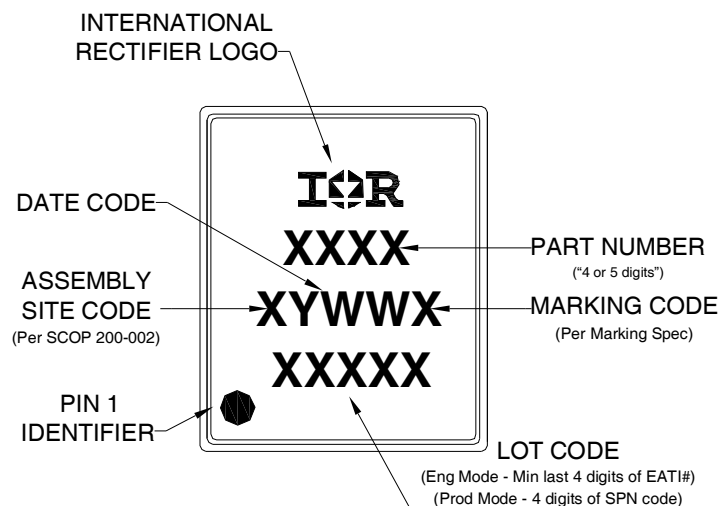 INTERNATIONAL
RECTIFIER LOGO
IOR
DATE CODE
XXXX
PART NUMBER
(“4 or 5 digits”)
ASSEMBLY
SITE CODE
(Per SCOP 200-002)
XYWWX
MARKING CODE
(Per Marking Spec)
XXXXX
PIN 1
IDENTIFIER
LOT CODE
(Eng Mode - Min last 4 digits of EATI#)
(Prod Mode - 4 digits of SPN code)